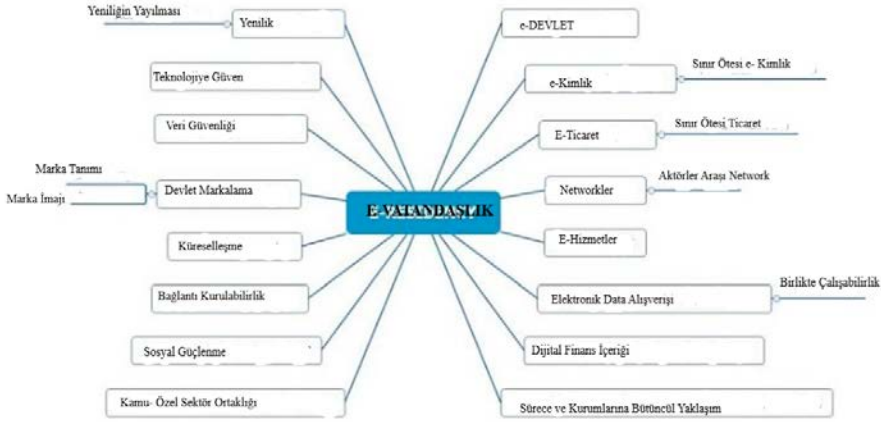 Yeniliğin Yayılması
Yenilik
Teknolojiye Güven
Veri Güvenliği
Marka Tanımı
Marka İmajı
Devlet Markalama
Küreselleşme
Bağlantı Kurulabilirlik
Sosyal Güçlenme
Kamu- Özel Sektör Ortaklığı
E-VATANDAŞLIK
e-DEVLET
e-Kimlik
Sınır Ötesi e- Kimlik
E-Ticaret
Sınır Ötesi Ticaret
Networkler
Aktörler Arası Network
E-Hizmetler
Elektronik Data Alışverişi
Birlikte Çalışabilirlik
Dijital Finans İçeriği
Sürece ve Kurumlarına Bütüncül Yaklaşım